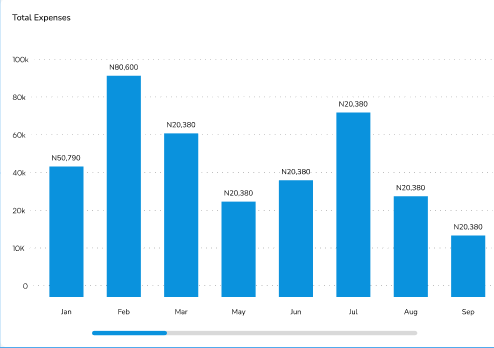 Total Expenses
100k
80k
60k
40k
20k
10K
0
N50,790
N80,600
N20,380
N20,380
N20,380
N20,380
N20,380
N20,380
Jan Feb Mar May Jun Jul Aug Sep